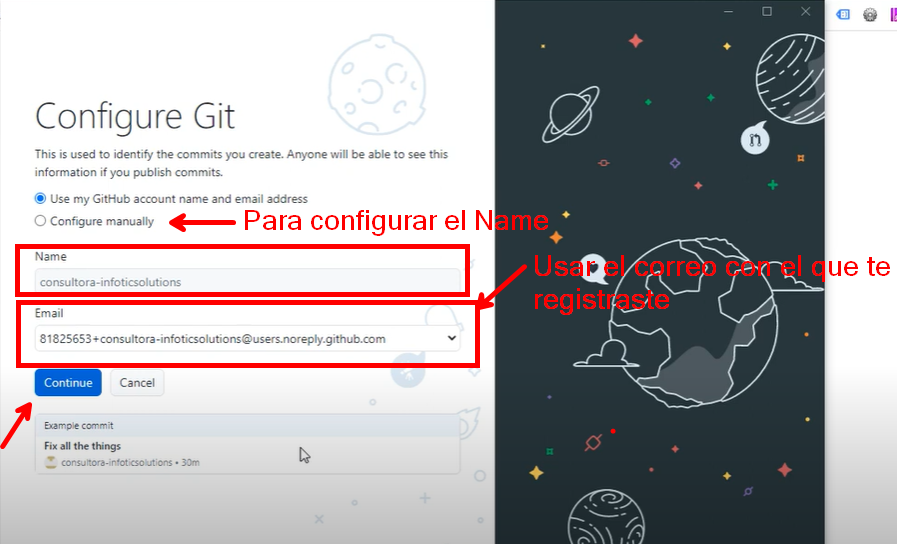 Configure Git
This is used to identify the commits you create. Anyone will be able to see this
information if you publish commits.
Use my GitHub account name and email address
Configure manually
Para configurar el Name
Name
consultora-infoticsolutions
Usar el correo con el que te
registraste
Email
81825653+consultora-infoticsolutions@users.noreply.github.com
Continue
Cancel
Example commit
Fix all the things
consultora-infoticsolutions • 30m